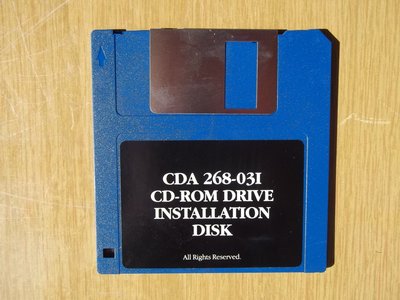 CDA 268-03I
CD-ROM DRIVE
INSTALLATION
DISK
All Rights Reserved.